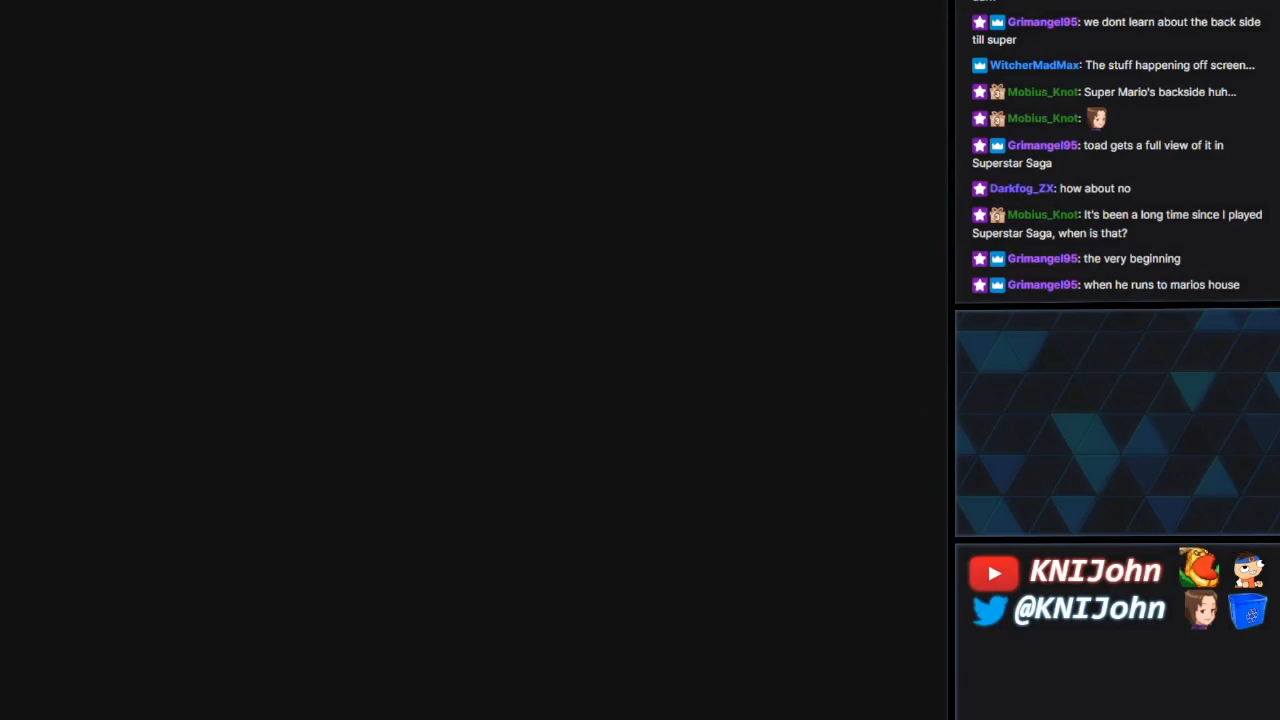 Grimangel95: we dont learn about the back side
till super
WitcherMadMax: The stuff happening off screen...
Mobius_Knot: Super Mario's backside huh...
Mobius_Knot:
Grimangel95: toad gets a full view of it in
Superstar Saga
Darkfog_ZX: how about no
Mobius_Knot: It's been a long time since I played
Superstar Saga, when is that?
Grimangel95: the very beginning
Grimangel95: when he runs to marios house
KNIJohn
@KNIJohn